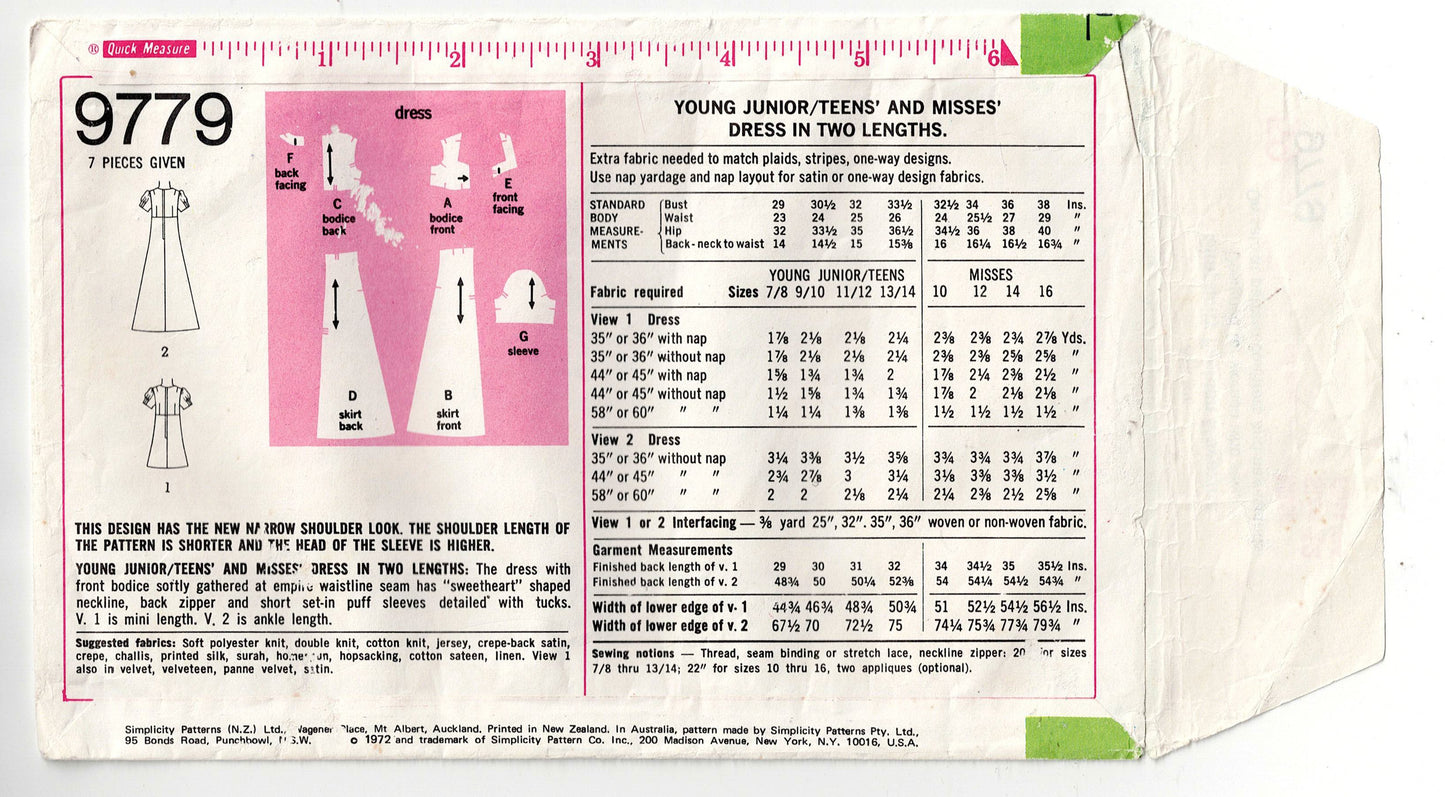 ® Quick Measure 1 2 3 4 5 6
9779
7 PIECES GIVEN
2
1
dress
F
back
facing
C
bodice
back
A
bodice
front
E
front
facing
D
skirt
back
B
skirt
front
G
sleeve
THIS DESIGN HAS THE NEW NARROW SHOULDER LOOK. THE SHOULDER LENGTH OF
THE PATTERN IS SHORTER AND THE HEAD OF THE SLEEVE IS HIGHER.
YOUNG JUNIOR/TEENS' AND MISSES' DRESS IN TWO LENGTHS: The dress with
front bodice softly gathered at empire waistline seam has "sweetheart" shaped
neckline, back zipper and short set-in puff sleeves detailed with tucks.
V. 1 is mini length. V. 2 is ankle length.
Suggested fabrics: Soft polyester knit, double knit, cotton knit, jersey, crepe-back satin,
crepe, challis, printed silk, surah, hopsacking, cotton sateen, linen. View 1
also in velvet, velveteen, panne velvet, satin.
YOUNG JUNIOR/TEENS' AND MISSES'
DRESS IN TWO LENGTHS.
Extra fabric needed to match plaids, stripes, one-way designs.
Use nap yardage and nap layout for satin or one-way design fabrics.
STANDARD Bust 29 30½ 32 33½ 32½ 34 36 38 Ins.
BODY Waist 23 24 25 26 24 25½ 27 29 "
MEASURE- Hip 32 33½ 35 36½ 34½ 36 38 40 "
MENTS Back-neck to waist 14 14½ 15 15⅜ 16 16¼ 16½ 16¾ "
YOUNG JUNIOR/TEENS MISSES
Fabric required Sizes 7/8 9/10 11/12 13/14 10 12 14 16
View 1 Dress
35" or 36" with nap 1⅞ 2⅛ 2⅛ 2¼ 2⅜ 2⅜ 2¾ 2⅞ Yds.
35" or 36" without nap 1⅞ 2⅛ 2⅛ 2¼ 2⅜ 2⅜ 2⅝ 2⅝ "
44" or 45" with nap 1⅝ 1¾ 1¾ 2 1⅞ 2¼ 2⅜ 2½ "
44" or 45" without nap 1½ 1⅝ 1¾ 1¾ 1⅞ 2 2⅛ 2⅛ "
58" or 60" " " 1¼ 1¼ 1⅜ 1⅜ 1½ 1½ 1½ 1½ "
View 2 Dress
35" or 36" without nap 3¼ 3⅜ 3½ 3⅝ 3¾ 3¾ 3¾ 3⅞ "
44" or 45" " " 2¾ 2⅞ 3 3¼ 3⅛ 3⅜ 3⅜ 3½ "
58" or 60" " " 2 2 2⅛ 2¼ 2¼ 2⅜ 2½ 2⅝ "
View 1 or 2 Interfacing — ⅜ yard 25", 32". 35", 36" woven or non-woven fabric.
Garment Measurements
Finished back length of v. 1 29 30 31 32 34 34½ 35 35½ Ins.
Finished back length of v. 2 48¾ 50 50¼ 52⅜ 54 54¼ 54½ 54¾ "
Width of lower edge of v. 1 44¾ 46¾ 48¾ 50¾ 51 52½ 54½ 56½ Ins.
Width of lower edge of v. 2 67½ 70 72½ 75 74¼ 75¾ 77¾ 79¾ "
Sewing notions — Thread, seam binding or stretch lace, neckline zipper: 20 for sizes
7/8 thru 13/14; 22" for sizes 10 thru 16, two appliques (optional).
Simplicity Patterns (N.Z.) Ltd., Wagener Place, Mt Albert, Auckland. Printed in New Zealand. In Australia, pattern made by Simplicity Patterns Pty. Ltd.,
95 Bonds Road, Punchbowl, N.S.W. © 1972 and trademark of Simplicity Pattern Co. Inc., 200 Madison Avenue, New York, N.Y. 10016, U.S.A.